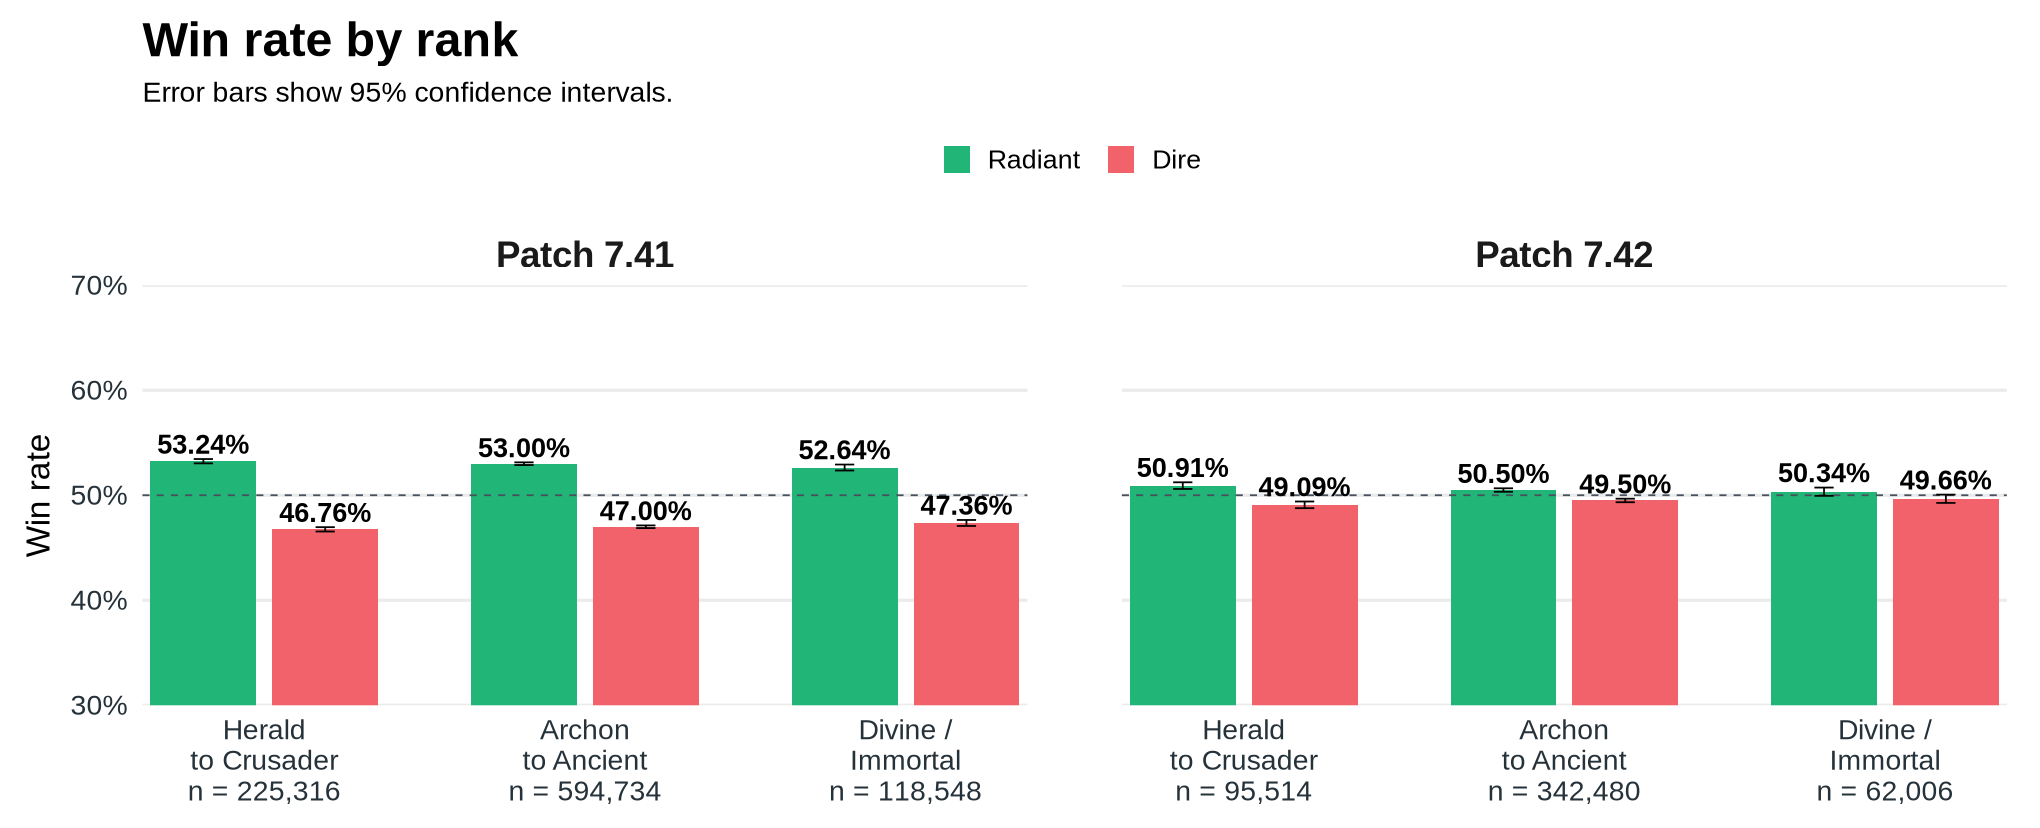 Win rate by rank
Error bars show 95% confidence intervals.
Radiant Dire
Patch 7.41 Patch 7.42
Win rate
70%
60%
50%
40%
30%
53.24% 46.76% 53.00% 47.00% 52.64% 47.36%
50.91% 49.09% 50.50% 49.50% 50.34% 49.66%
Herald
to Crusader
n = 225,316
Archon
to Ancient
n = 594,734
Divine /
Immortal
n = 118,548
Herald
to Crusader
n = 95,514
Archon
to Ancient
n = 342,480
Divine /
Immortal
n = 62,006